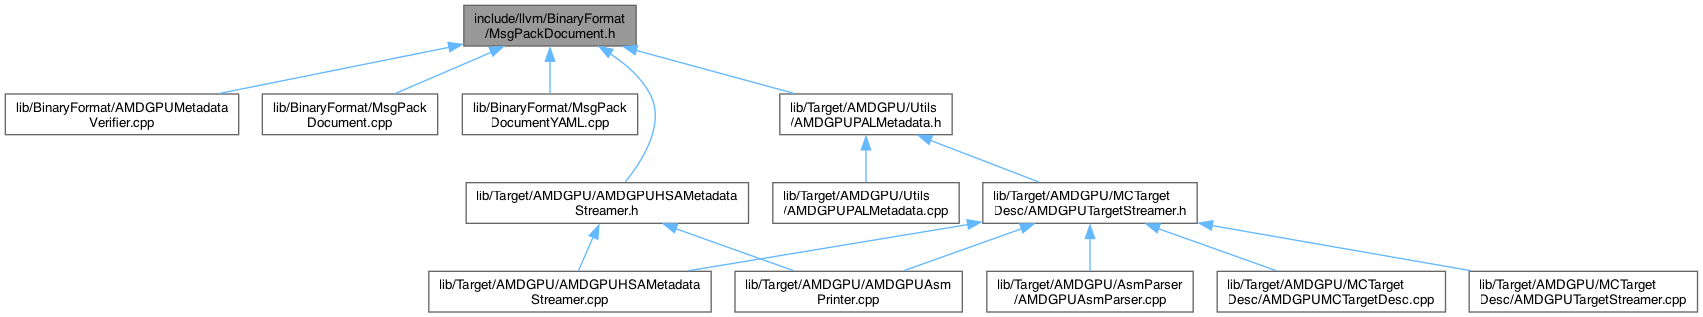 include/llvm/BinaryFormat
/MsgPackDocument.h
lib/BinaryFormat/AMDGPUMetadata
Verifier.cpp
lib/BinaryFormat/MsgPack
Document.cpp
lib/BinaryFormat/MsgPack
DocumentYAML.cpp
lib/Target/AMDGPU/Utils
/AMDGPUPALMetadata.h
lib/Target/AMDGPU/AMDGPUHSAMetadata
Streamer.h
lib/Target/AMDGPU/Utils
/AMDGPUPALMetadata.cpp
lib/Target/AMDGPU/MCTarget
Desc/AMDGPUTargetStreamer.h
lib/Target/AMDGPU/AMDGPUHSAMetadata
Streamer.cpp
lib/Target/AMDGPU/AMDGPUAsm
Printer.cpp
lib/Target/AMDGPU/AsmParser
/AMDGPUAsmParser.cpp
lib/Target/AMDGPU/MCTarget
Desc/AMDGPUMCTargetDesc.cpp
lib/Target/AMDGPU/MCTarget
Desc/AMDGPUTargetStreamer.cpp